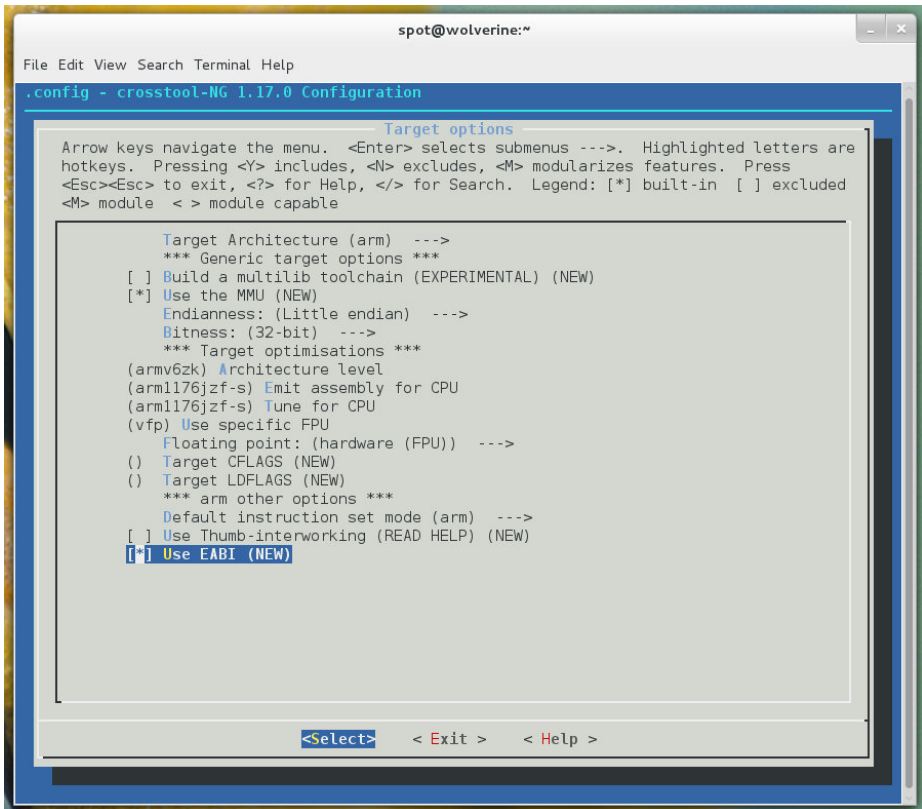 spot@wolverine:~
File Edit View Search Terminal Help
.config - crosstool-NG 1.17.0 Configuration
Target options
Arrow keys navigate the menu.  <Enter> selects submenus --->.  Highlighted letters are
hotkeys.  Pressing <Y> includes, <N> excludes, <M> modularizes features.  Press
<Esc><Esc> to exit, <?> for Help, </> for Search.  Legend: [*] built-in  [ ] excluded
<M> module  < > module capable
Target Architecture (arm)  --->
*** Generic target options ***
[ ] Build a multilib toolchain (EXPERIMENTAL) (NEW)
[*] Use the MMU (NEW)
Endianness: (Little endian)  --->
Bitness: (32-bit)  --->
*** Target optimisations ***
(armv6zk) Architecture level
(arm1176jzf-s) Emit assembly for CPU
(arm1176jzf-s) Tune for CPU
(vfp) Use specific FPU
Floating point: (hardware (FPU))  --->
()  Target CFLAGS (NEW)
()  Target LDFLAGS (NEW)
*** arm other options ***
Default instruction set mode (arm)  --->
[ ] Use Thumb-interworking (READ HELP) (NEW)
[*] Use EABI (NEW)
<Select>    < Exit >    < Help >